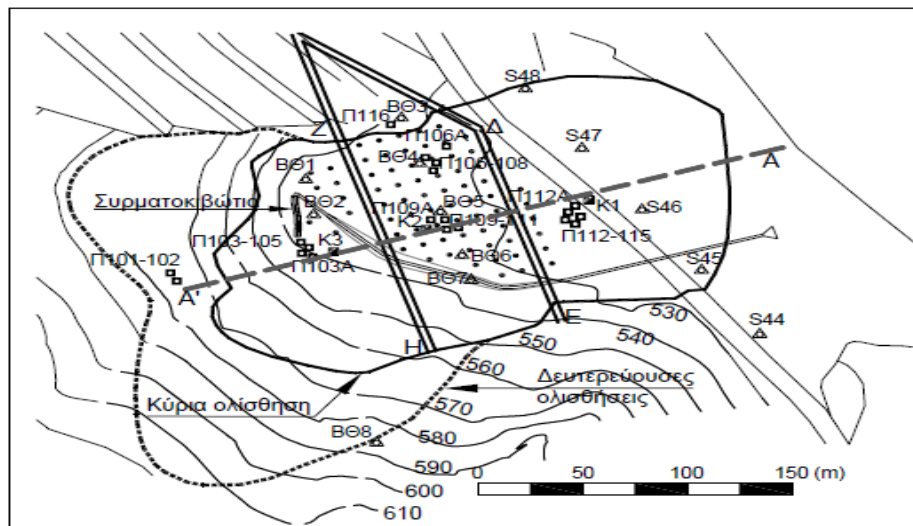 S48
ΒΘ3
Π116
Ζ
Δ
Π106Α
S47
ΒΘ4
Π106-108
Α
ΒΘ1
Π112Α
Κ1
Συρματοκιβώτια
ΒΘ2
Π109Α
ΒΘ5
S46
Κ2
Π112-115
Π103-105
Κ3
Π101-102
Π103Α
ΒΘ6
S45
ΒΘ7
Α'
Ε
530
S44
Η
550
540
560
Δευτερεύουσες
ολισθήσεις
Κύρια ολίσθηση
570
ΒΘ8
580
590
0 50 100 150 (m)
600
610